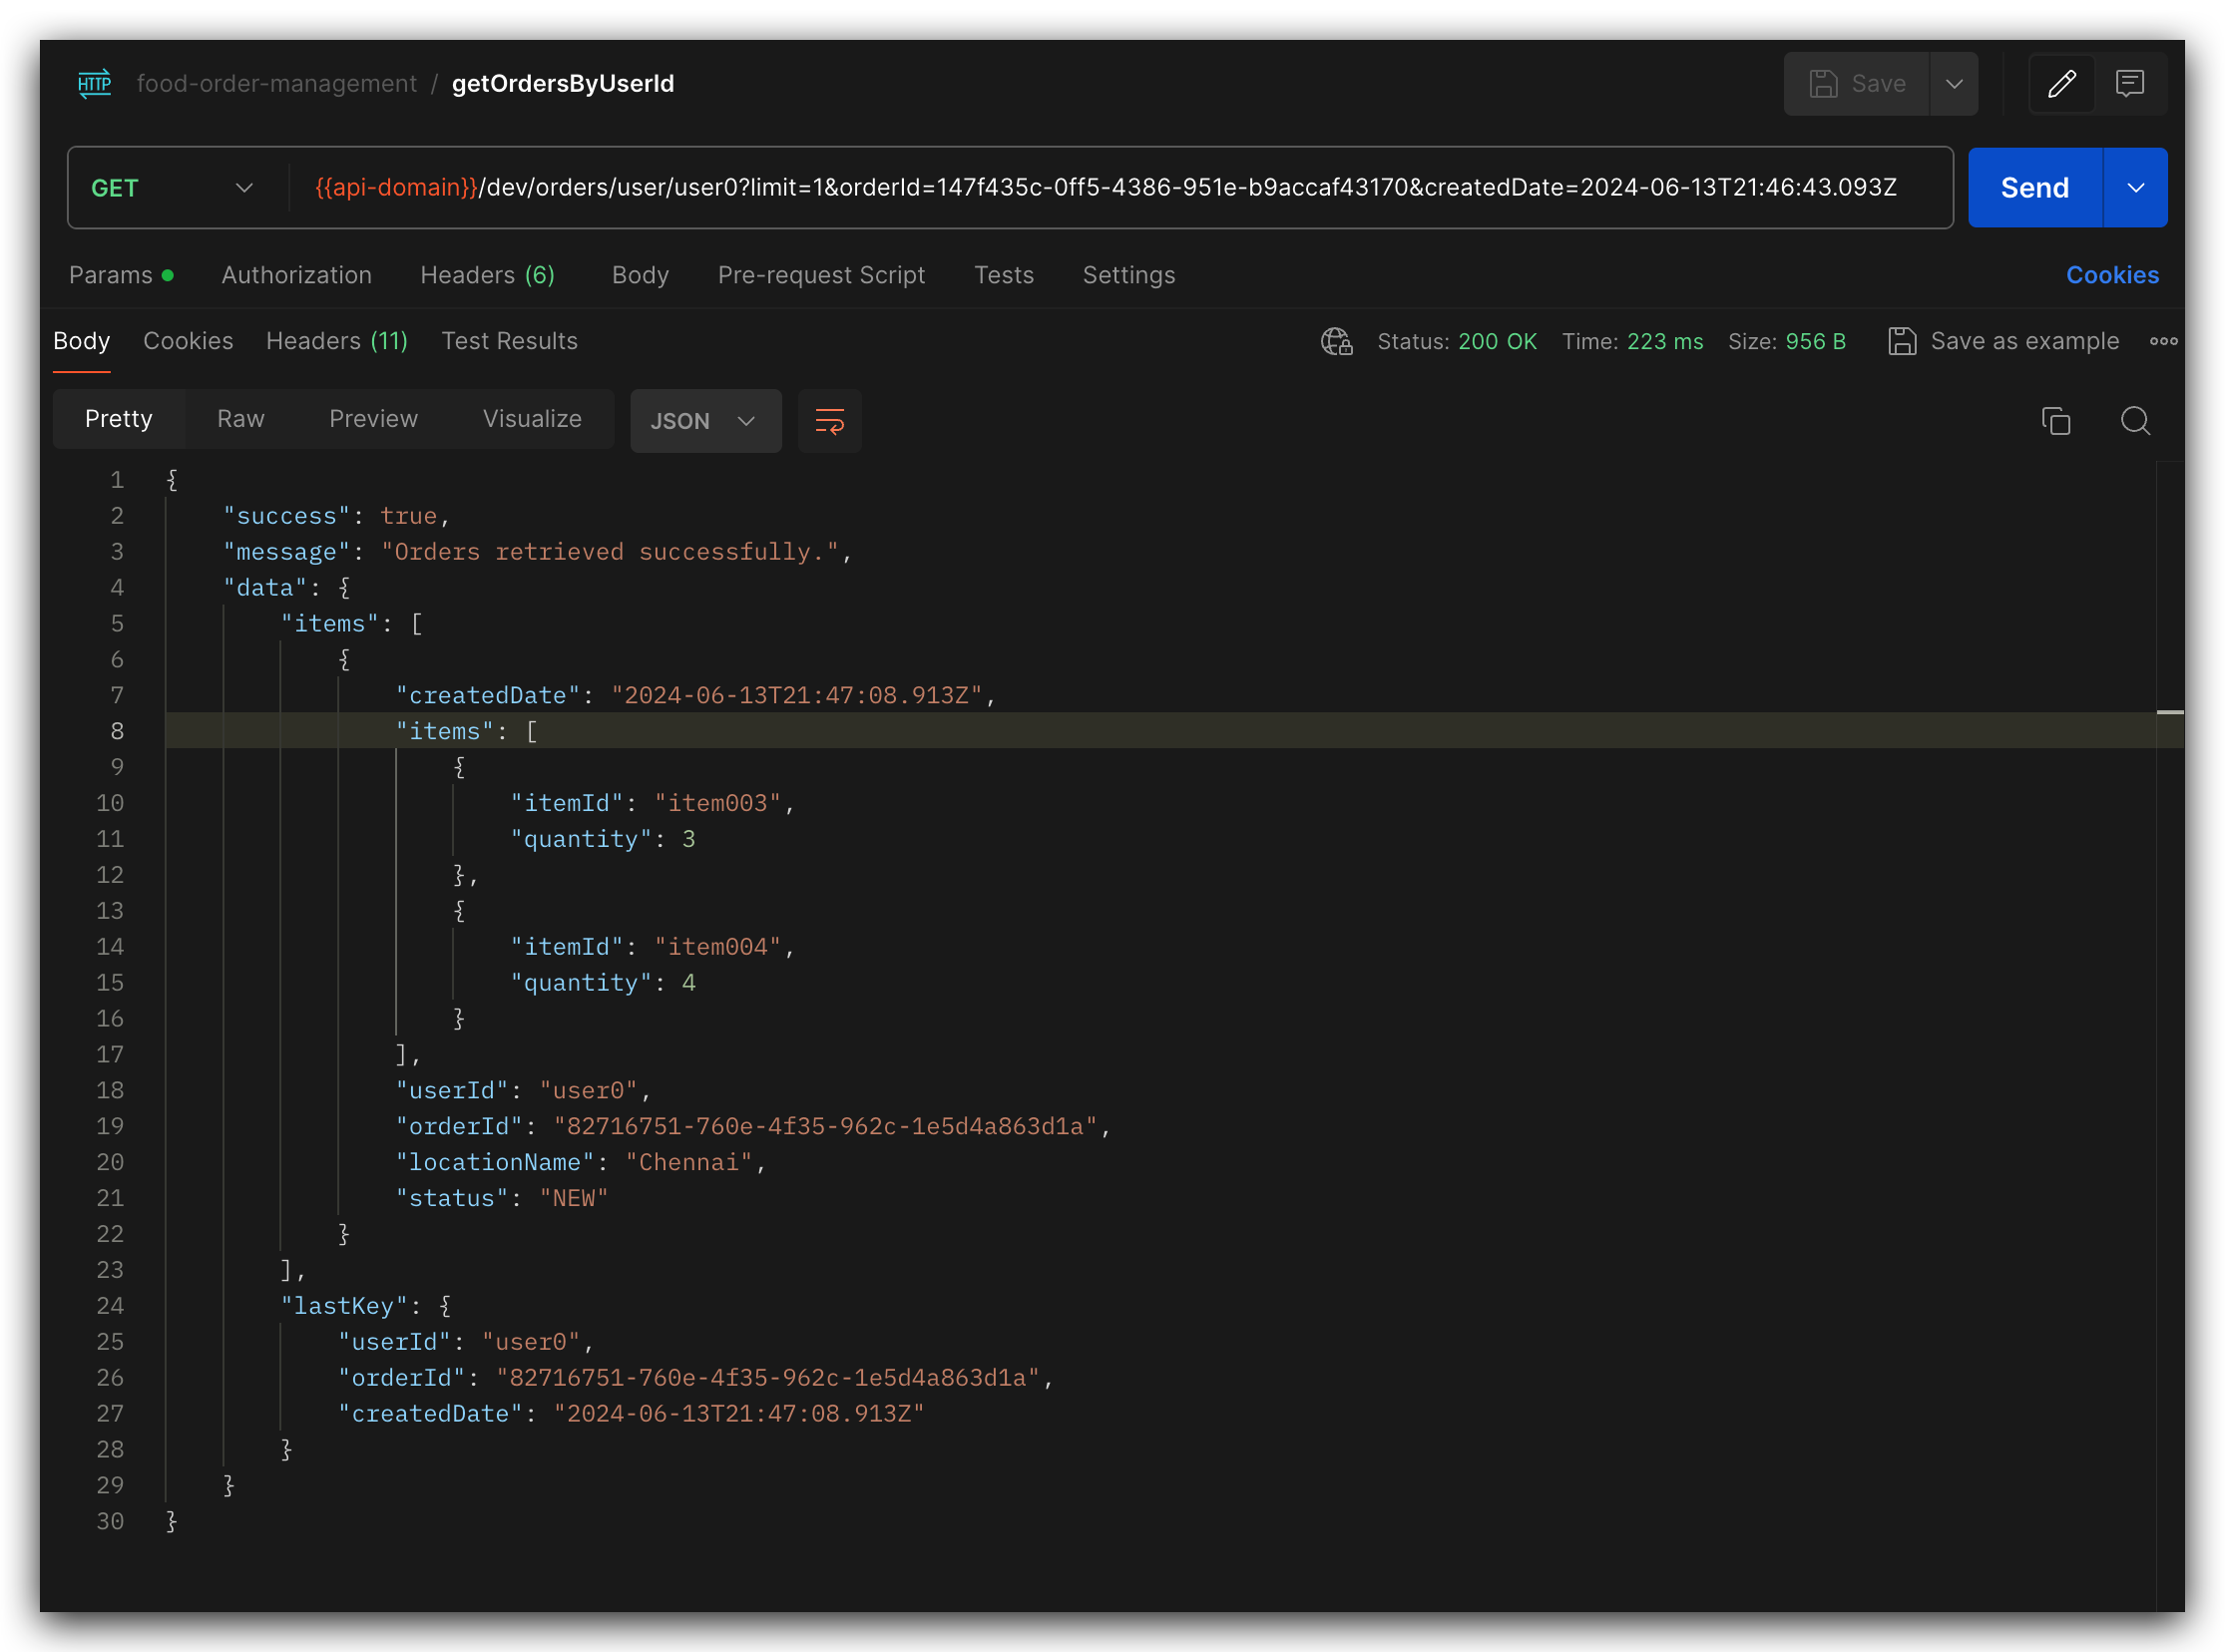 HTTP food-order-management / getOrdersByUserId Save
GET {{api-domain}}/dev/orders/user/user0?limit=1&orderId=147f435c-0ff5-4386-951e-b9accaf43170&createdDate=2024-06-13T21:46:43.093Z Send
Params Authorization Headers (6) Body Pre-request Script Tests Settings Cookies
Body Cookies Headers (11) Test Results Status: 200 OK Time: 223 ms Size: 956 B Save as example
Pretty Raw Preview Visualize JSON
1 {
2 "success": true,
3 "message": "Orders retrieved successfully.",
4 "data": {
5 "items": [
6 {
7 "createdDate": "2024-06-13T21:47:08.913Z",
8 "items": [
9 {
10 "itemId": "item003",
11 "quantity": 3
12 },
13 {
14 "itemId": "item004",
15 "quantity": 4
16 }
17 ],
18 "userId": "user0",
19 "orderId": "82716751-760e-4f35-962c-1e5d4a863d1a",
20 "locationName": "Chennai",
21 "status": "NEW"
22 }
23 ],
24 "lastKey": {
25 "userId": "user0",
26 "orderId": "82716751-760e-4f35-962c-1e5d4a863d1a",
27 "createdDate": "2024-06-13T21:47:08.913Z"
28 }
29 }
30 }